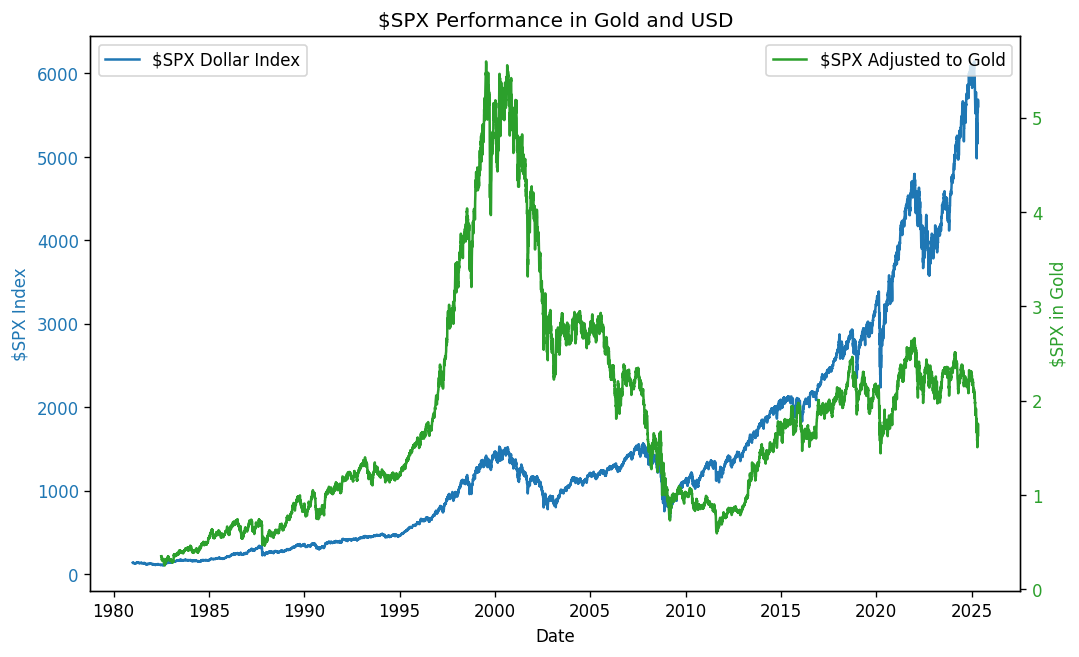 $SPX Performance in Gold and USD
$SPX Dollar Index
$SPX Adjusted to Gold
6000
5000
4000
3000
2000
1000
0
$SPX Index
5
4
3
2
1
0
$SPX in Gold
1980 1985 1990 1995 2000 2005 2010 2015 2020 2025
Date